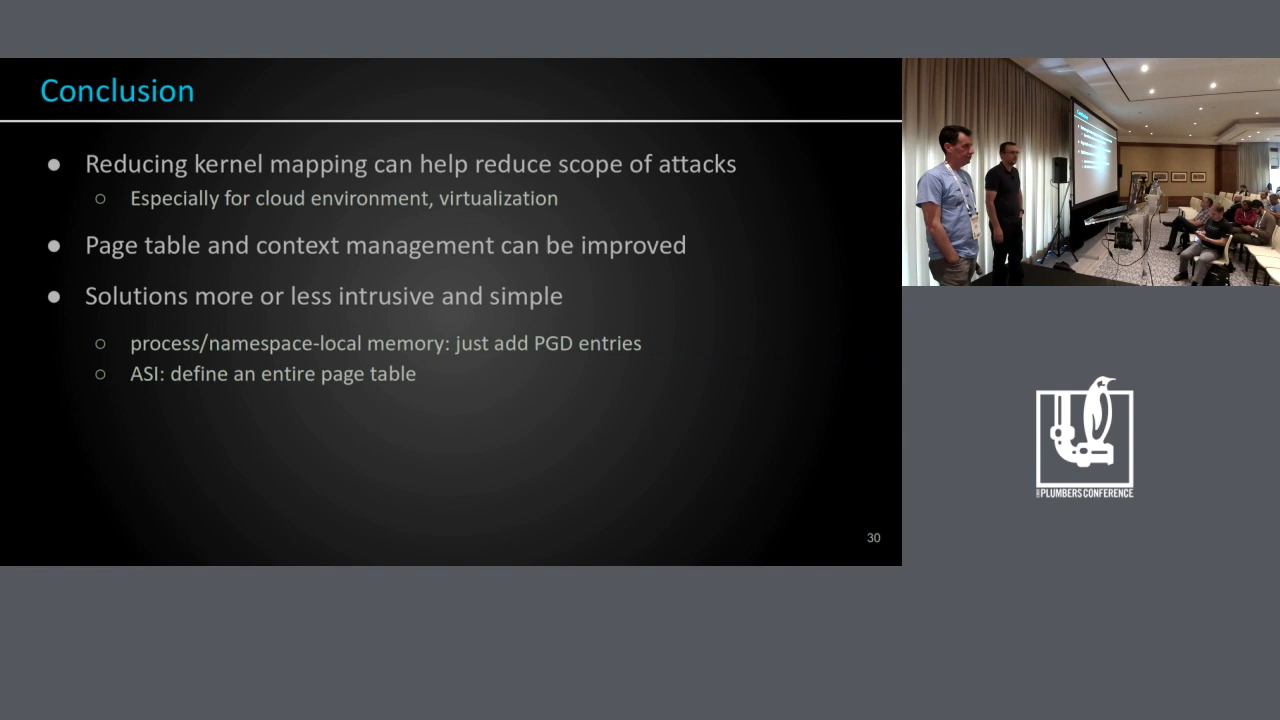 Conclusion
Reducing kernel mapping can help reduce scope of attacks
Especially for cloud environment, virtualization
Page table and context management can be improved
Solutions more or less intrusive and simple
process/namespace-local memory: just add PGD entries
ASI: define an entire page table
30
PLUMBERS CONFERENCE